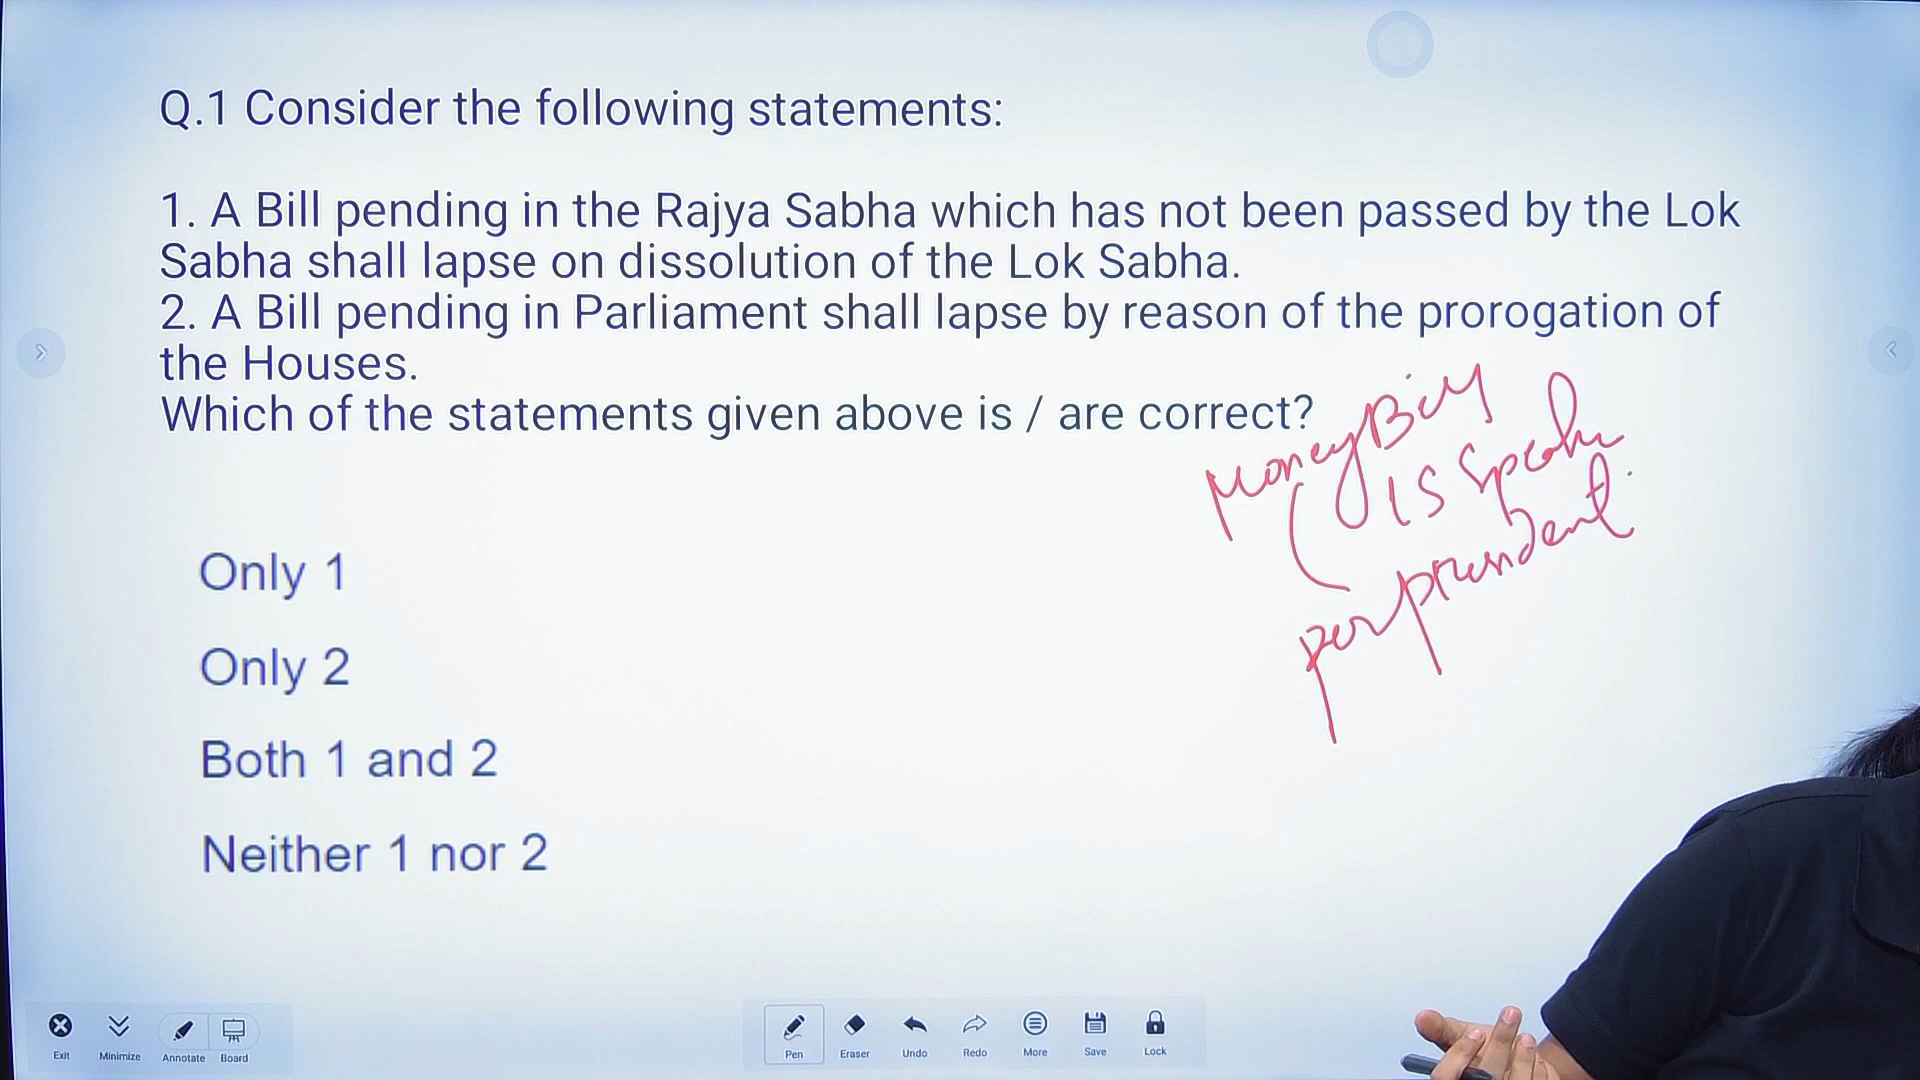 Q.1 Consider the following statements:
1. A Bill pending in the Rajya Sabha which has not been passed by the Lok
Sabha shall lapse on dissolution of the Lok Sabha.
2. A Bill pending in Parliament shall lapse by reason of the prorogation of
the Houses.
Which of the statements given above is / are correct?
Money Bill
LS Speaker
per president.
Only 1
Only 2
Both 1 and 2
Neither 1 nor 2
Exit
Minimize
Annotate
Board
Pen
Eraser
Undo
Redo
More
Save
Lock